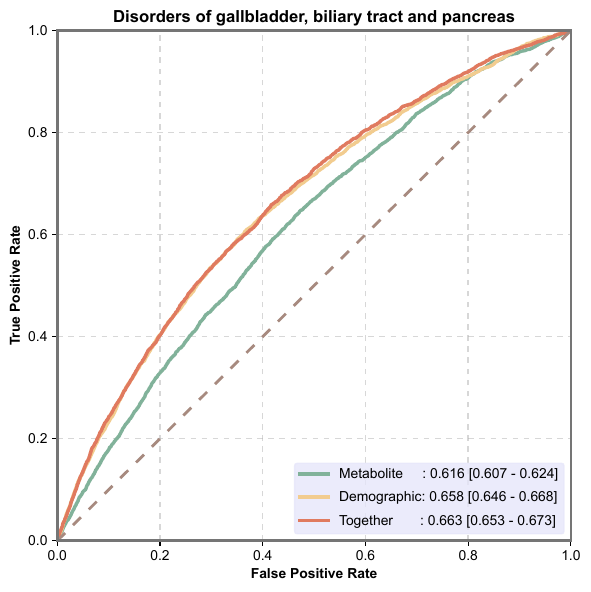 Disorders of gallbladder, biliary tract and pancreas
True Positive Rate
1.0
0.8
0.6
0.4
0.2
0.0
Metabolite : 0.616 [0.607 - 0.624]
Demographic: 0.658 [0.646 - 0.668]
Together : 0.663 [0.653 - 0.673]
0.0 0.2 0.4 0.6 0.8 1.0
False Positive Rate